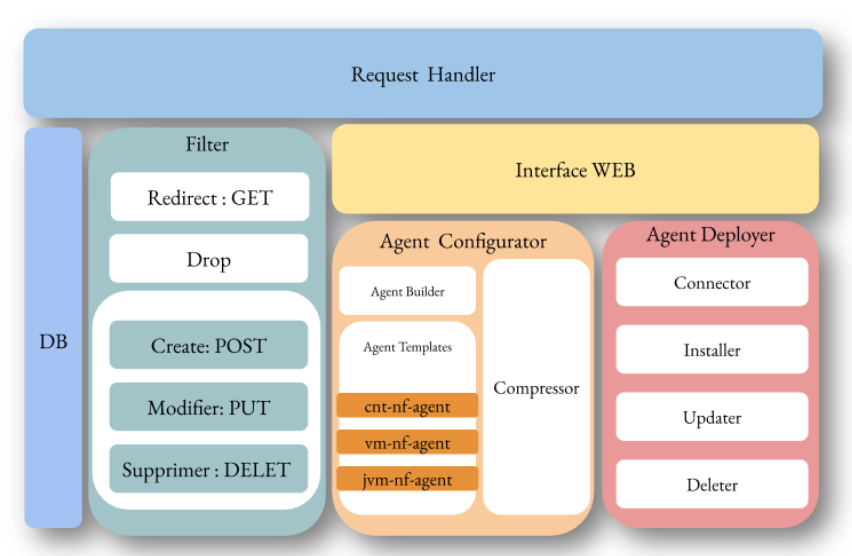 Request Handler
DB
Filter
Redirect : GET
Drop
Create: POST
Modifier: PUT
Supprimer : DELET
Interface WEB
Agent Configurator
Agent Builder
Agent Templates
cnt-nf-agent
vm-nf-agent
jvm-nf-agent
Compressor
Agent Deployer
Connector
Installer
Updater
Deleter